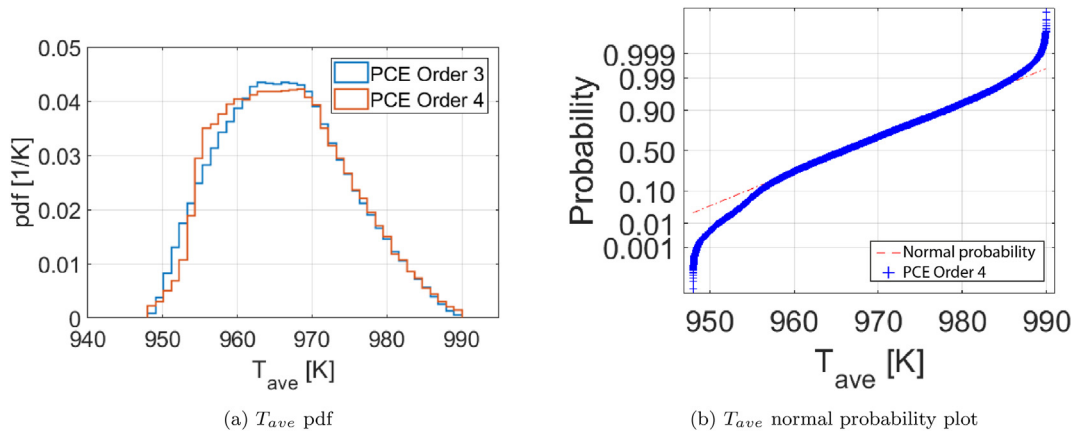 0.05
0.04
0.03
0.02
0.01
0
pdf [1/K]
PCE Order 3
PCE Order 4
940 950 960 970 980 990
T_ave [K]
(a) T_ave pdf
0.999
0.99
0.90
0.50
0.10
0.01
0.001
Probability
Normal probability
PCE Order 4
950 960 970 980 990
T_ave [K]
(b) T_ave normal probability plot